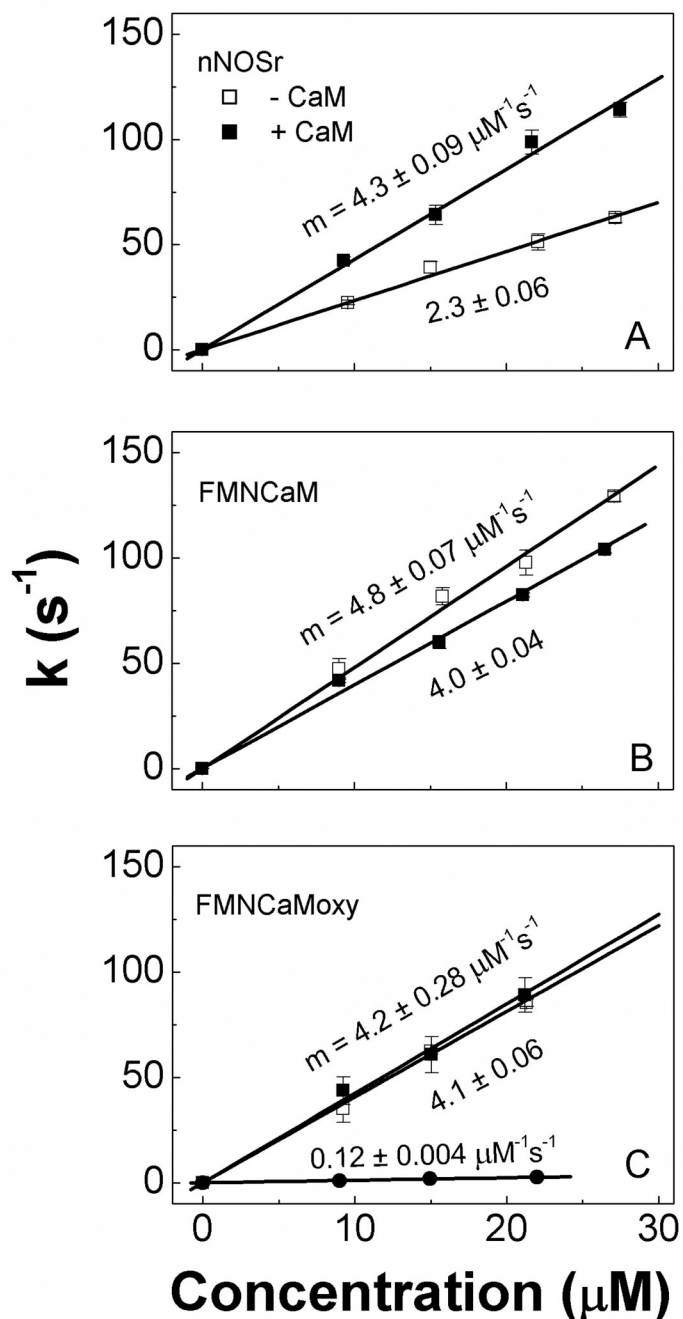 150
100
50
0
nNOSr
□ - CaM
■ + CaM
m = 4.3 ± 0.09 μM⁻¹s⁻¹
2.3 ± 0.06
A
150
100
50
0
FMNCaM
m = 4.8 ± 0.07 μM⁻¹s⁻¹
4.0 ± 0.04
B
k (s⁻¹)
150
100
50
0
FMNCaMoxy
m = 4.2 ± 0.28 μM⁻¹s⁻¹
4.1 ± 0.06
0.12 ± 0.004 μM⁻¹s⁻¹
C
0 10 20 30
Concentration (μM)